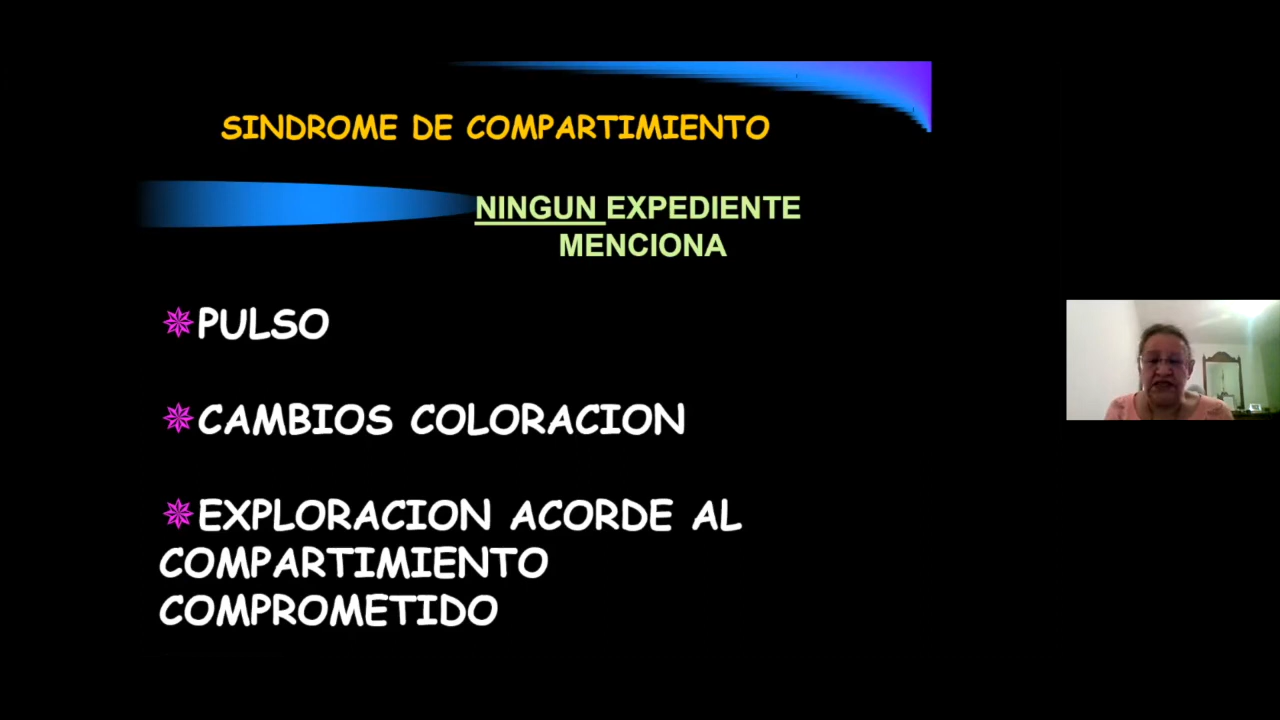 SINDROME DE COMPARTIMIENTO
NINGUN EXPEDIENTE
MENCIONA
PULSO
CAMBIOS COLORACION
EXPLORACION ACORDE AL
COMPARTIMIENTO
COMPROMETIDO